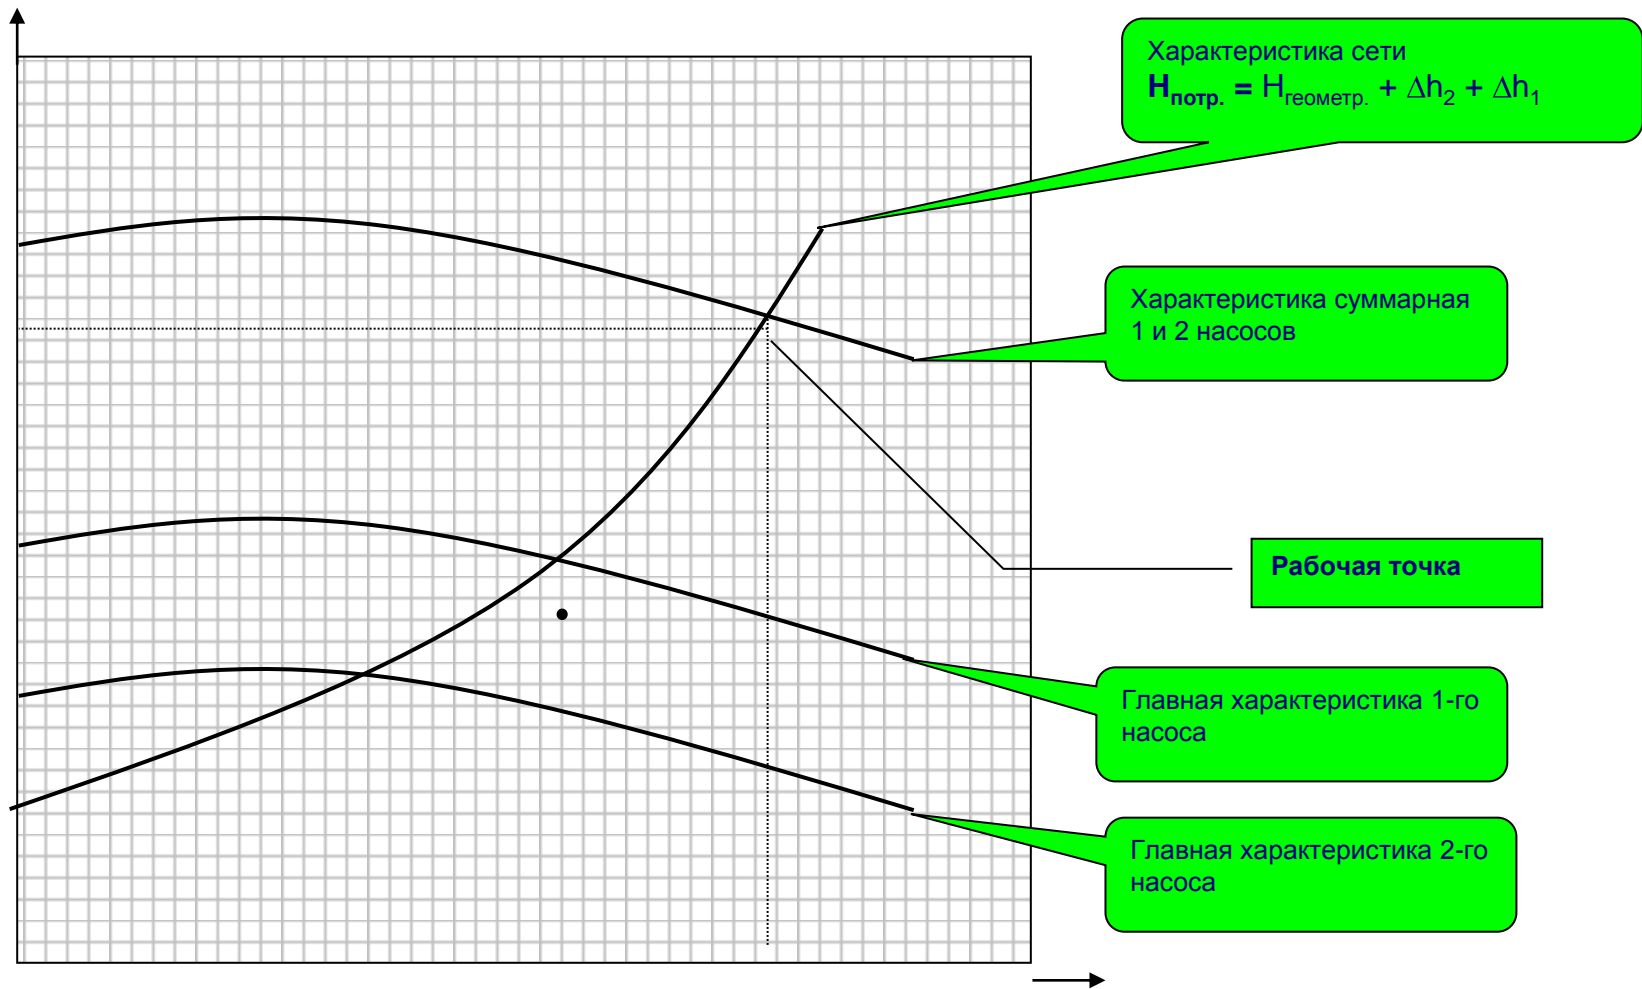 Характеристика сети
Hпотр. = Hгеометр. + Δh2 + Δh1
Характеристика суммарная
1 и 2 насосов
Рабочая точка
Главная характеристика 1-го
насоса
Главная характеристика 2-го
насоса